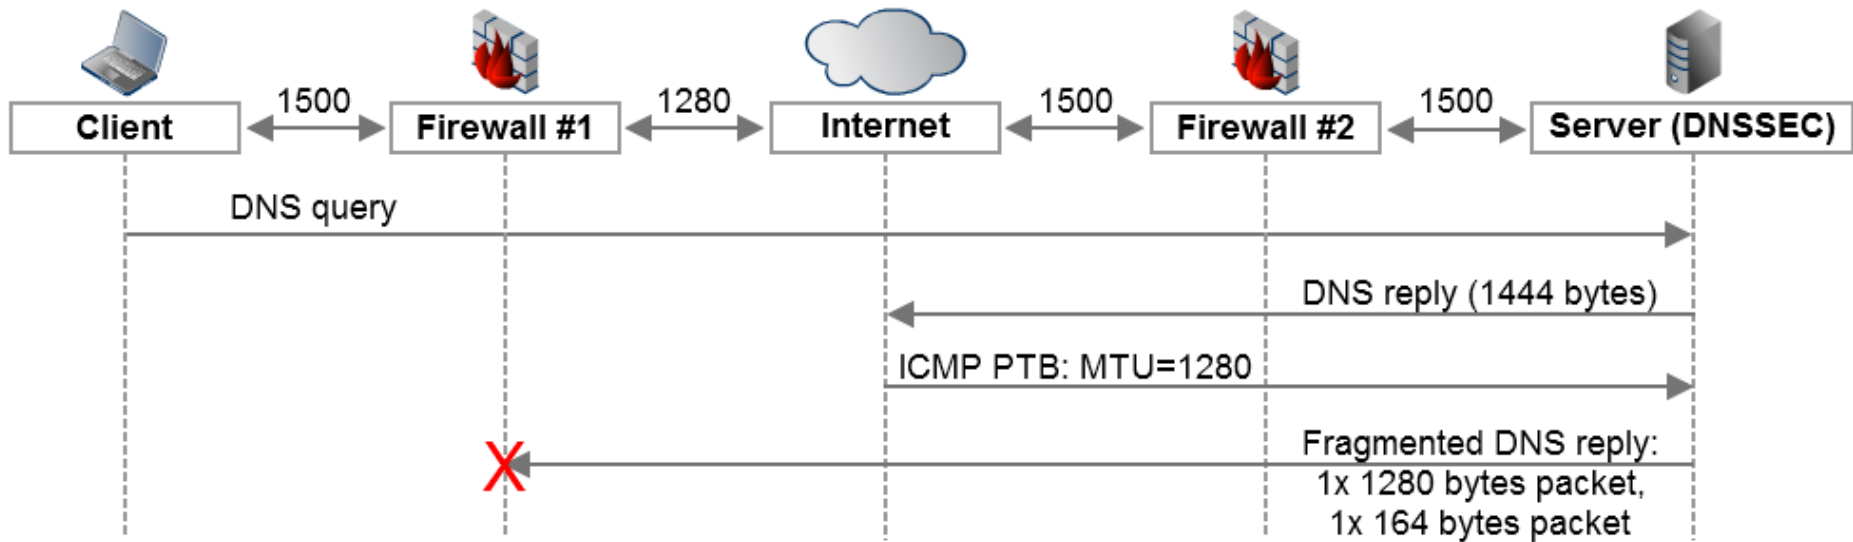 1500
1280
1500
1500
Client
Firewall #1
Internet
Firewall #2
Server (DNSSEC)
DNS query
DNS reply (1444 bytes)
ICMP PTB: MTU=1280
Fragmented DNS reply:
1x 1280 bytes packet,
1x 164 bytes packet
X